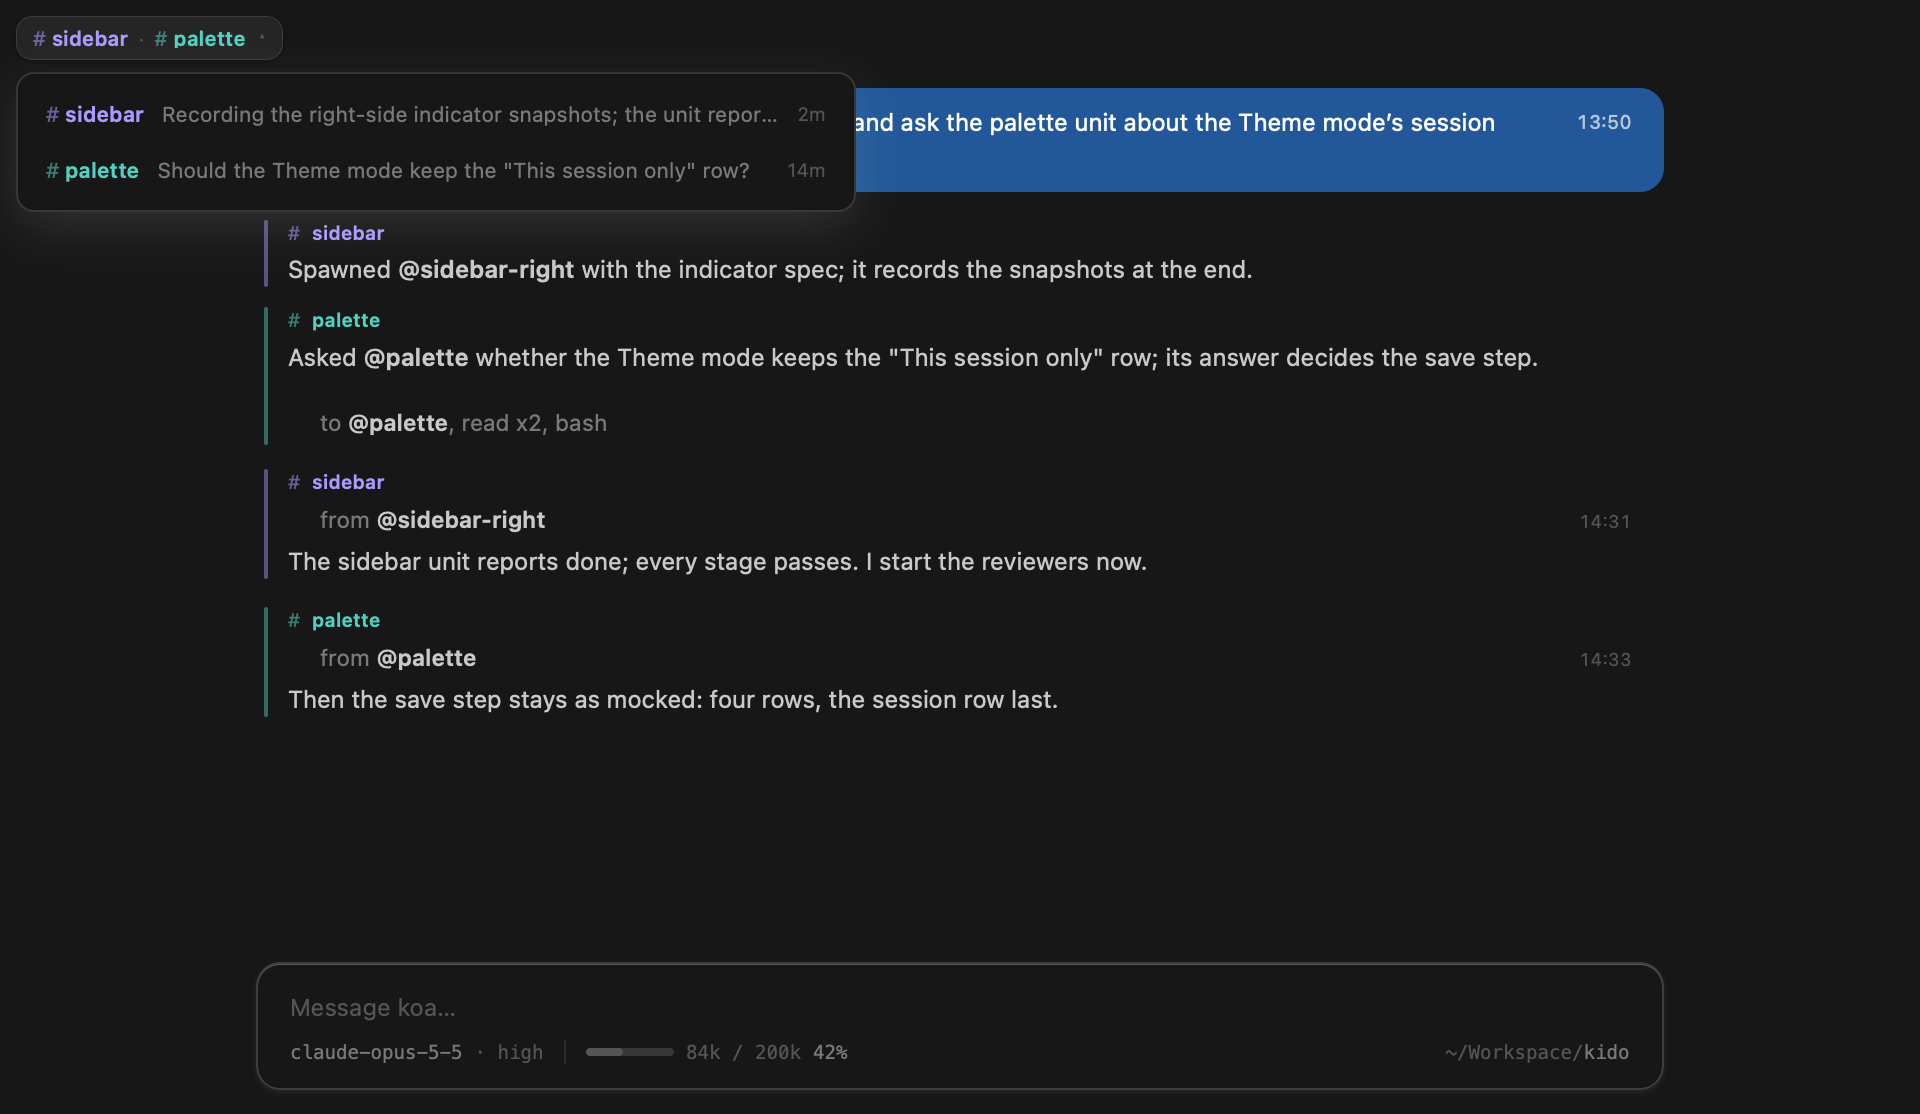 # sidebar · # palette
# sidebar Recording the right-side indicator snapshots; the unit repor... 2m
# palette Should the Theme mode keep the "This session only" row? 14m
and ask the palette unit about the Theme mode’s session 13:50
# sidebar
Spawned @sidebar-right with the indicator spec; it records the snapshots at the end.
# palette
Asked @palette whether the Theme mode keeps the "This session only" row; its answer decides the save step.
to @palette, read x2, bash
# sidebar
from @sidebar-right 14:31
The sidebar unit reports done; every stage passes. I start the reviewers now.
# palette
from @palette 14:33
Then the save step stays as mocked: four rows, the session row last.
Message koa...
claude-opus-5-5 · high 84k / 200k 42% ~/Workspace/kido